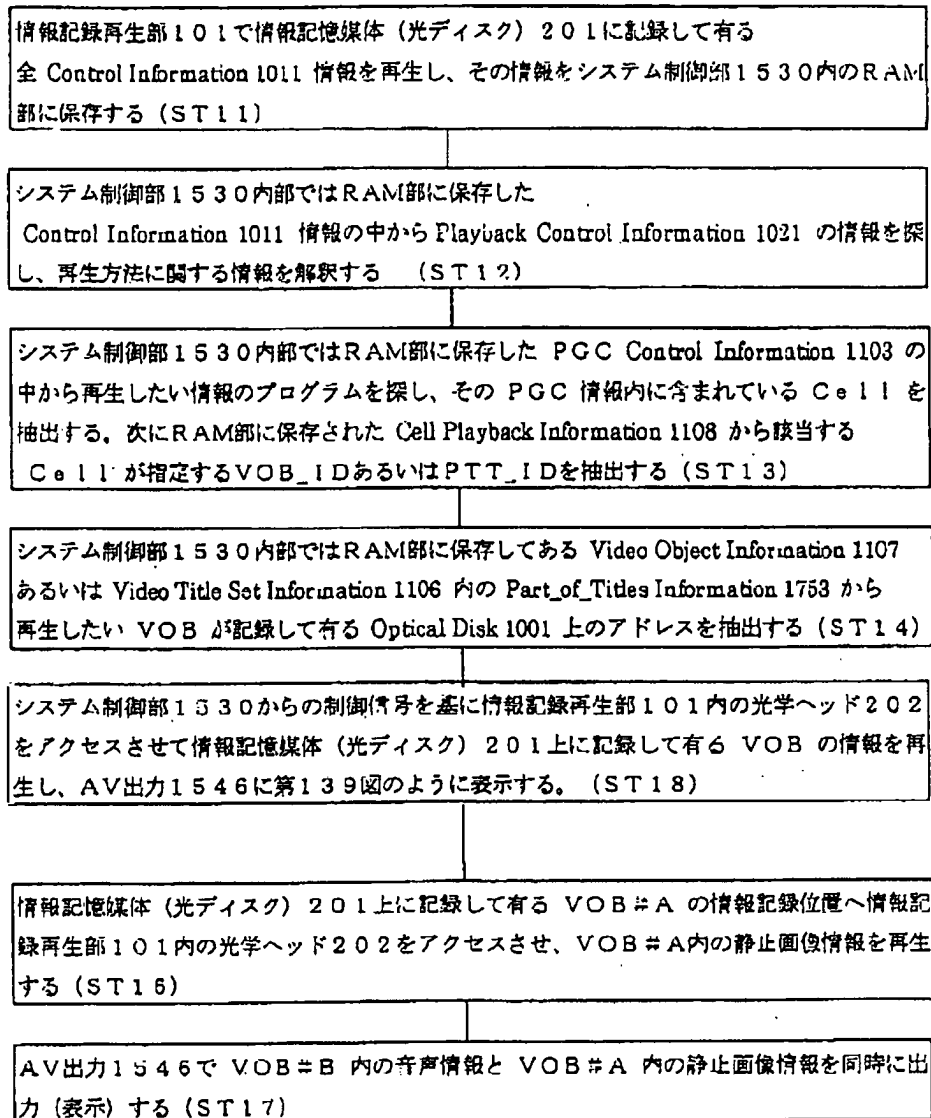 情報記録再生部101で情報記憶媒体（光ディスク）201に記録して有る
全 Control Information 1011 情報を再生し、その情報をシステム制御部1530内のRAM
部に保存する（ST11）
システム制御部1530内部ではRAM部に保存した
Control Information 1011 情報の中から Playback Control Information 1021 の情報を探
し、再生方法に関する情報を解釈する （ST12）
システム制御部1530内部ではRAM部に保存した PGC Control Information 1103 の
中から再生したい情報のプログラムを探し、その PGC 情報内に含まれている Cell を
抽出する。次にRAM部に保存された Cell Playback Information 1108 から該当する
Cell が指定するVOB_IDあるいはPTT_IDを抽出する（ST13）
システム制御部1530内部ではRAM部に保存してある Video Object Information 1107
あるいは Video Title Set Information 1106 内の Part_of_Titles Information 1753 から
再生したい VOB が記録して有る Optical Disk 1001 上のアドレスを抽出する（ST14）
システム制御部1530からの制御信号を基に情報記録再生部101内の光学ヘッド202
をアクセスさせて情報記憶媒体（光ディスク）201上に記録して有る VOB の情報を再
生し、AV出力1546に第139図のように表示する。（ST18）
情報記憶媒体（光ディスク）201上に記録して有る VOB#A の情報記録位置へ情報記
録再生部101内の光学ヘッド202をアクセスさせ、VOB#A内の静止画像情報を再生
する（ST16）
AV出力1546で VOB#B 内の音声情報と VOB#A 内の静止画像情報を同時に出
力（表示）する（ST17）